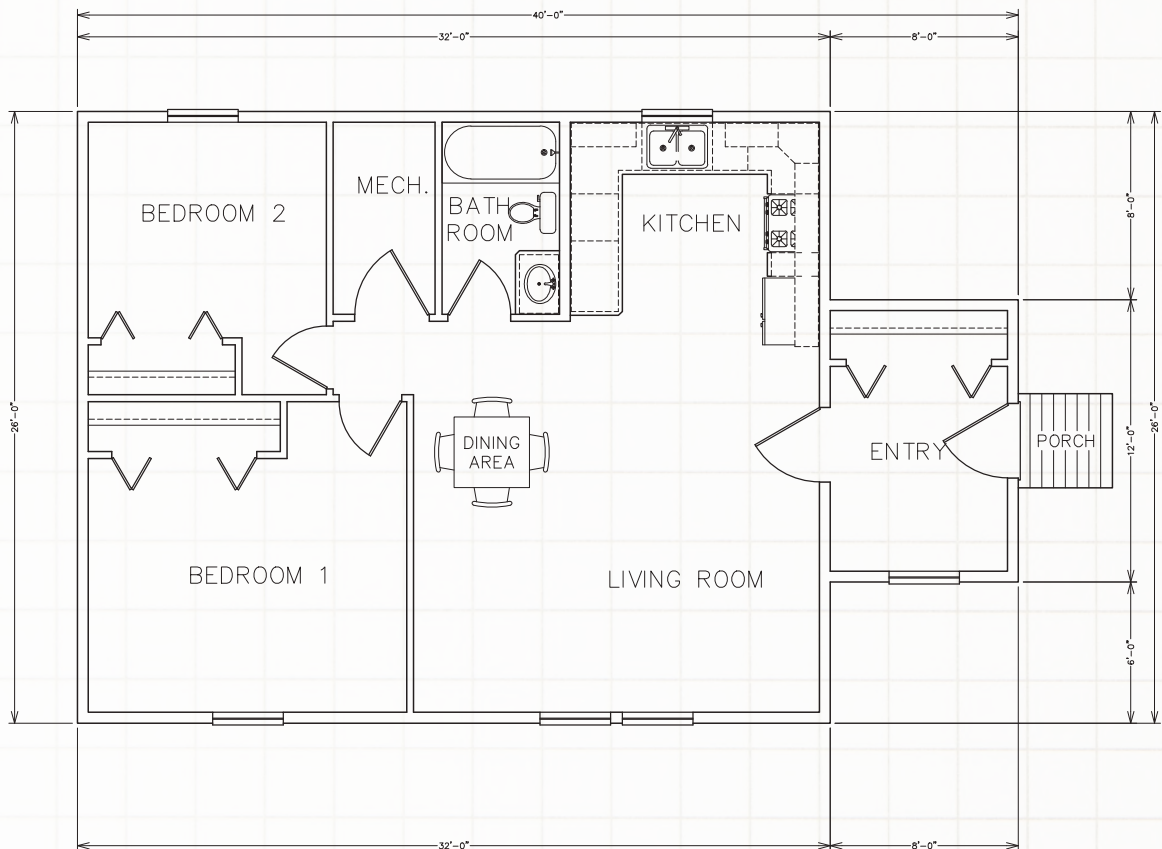 40'-0"
32'-0"
8'-0"
MECH.
BEDROOM 2
BATH
ROOM
KITCHEN
8'-0"
26'-0"
DINING
AREA
ENTRY
PORCH
12'-0"
26'-0"
BEDROOM 1
LIVING ROOM
6'-0"
32'-0"
8'-0"